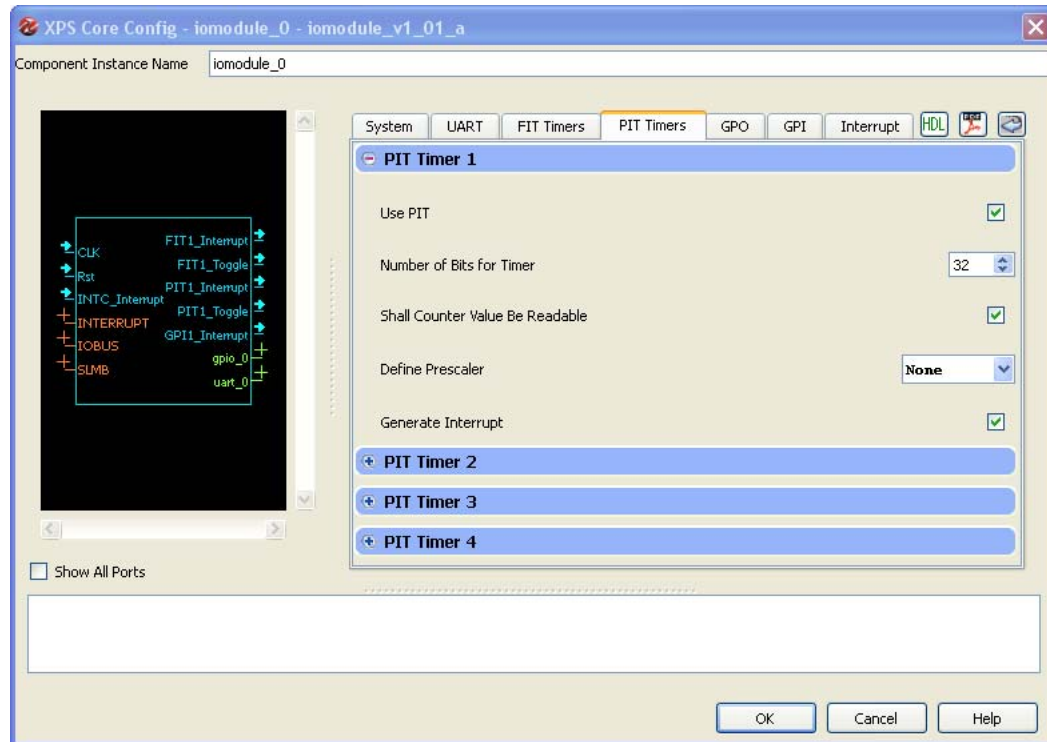 XPS Core Config - iomodule_0 - iomodule_v1_01_a
Component Instance Name iomodule_0
System UART FIT Timers PIT Timers GPO GPI Interrupt HDL
PIT Timer 1
Use PIT
Number of Bits for Timer 32
Shall Counter Value Be Readable
Define Prescaler None
Generate Interrupt
PIT Timer 2
PIT Timer 3
PIT Timer 4
CLK
Rst
INTC_Interrupt
INTERRUPT
IOBUS
SLMB
FIT1_Interrupt
FIT1_Toggle
PIT1_Interrupt
PIT1_Toggle
GPI1_Interrupt
gpio_0
uart_0
Show All Ports
OK Cancel Help